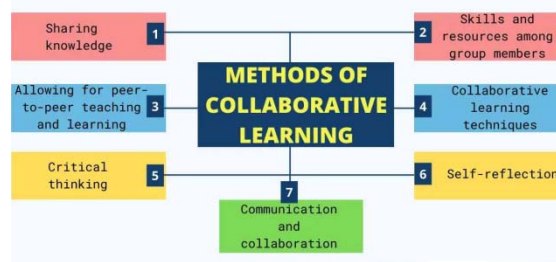 METHODS OF
COLLABORATIVE
LEARNING
1
Sharing
knowledge
2
Skills and
resources among
group members
3
Allowing for peer-
to-peer teaching
and learning
4
Collaborative
learning
techniques
5
Critical
thinking
6
Self-reflection
7
Communication
and
collaboration